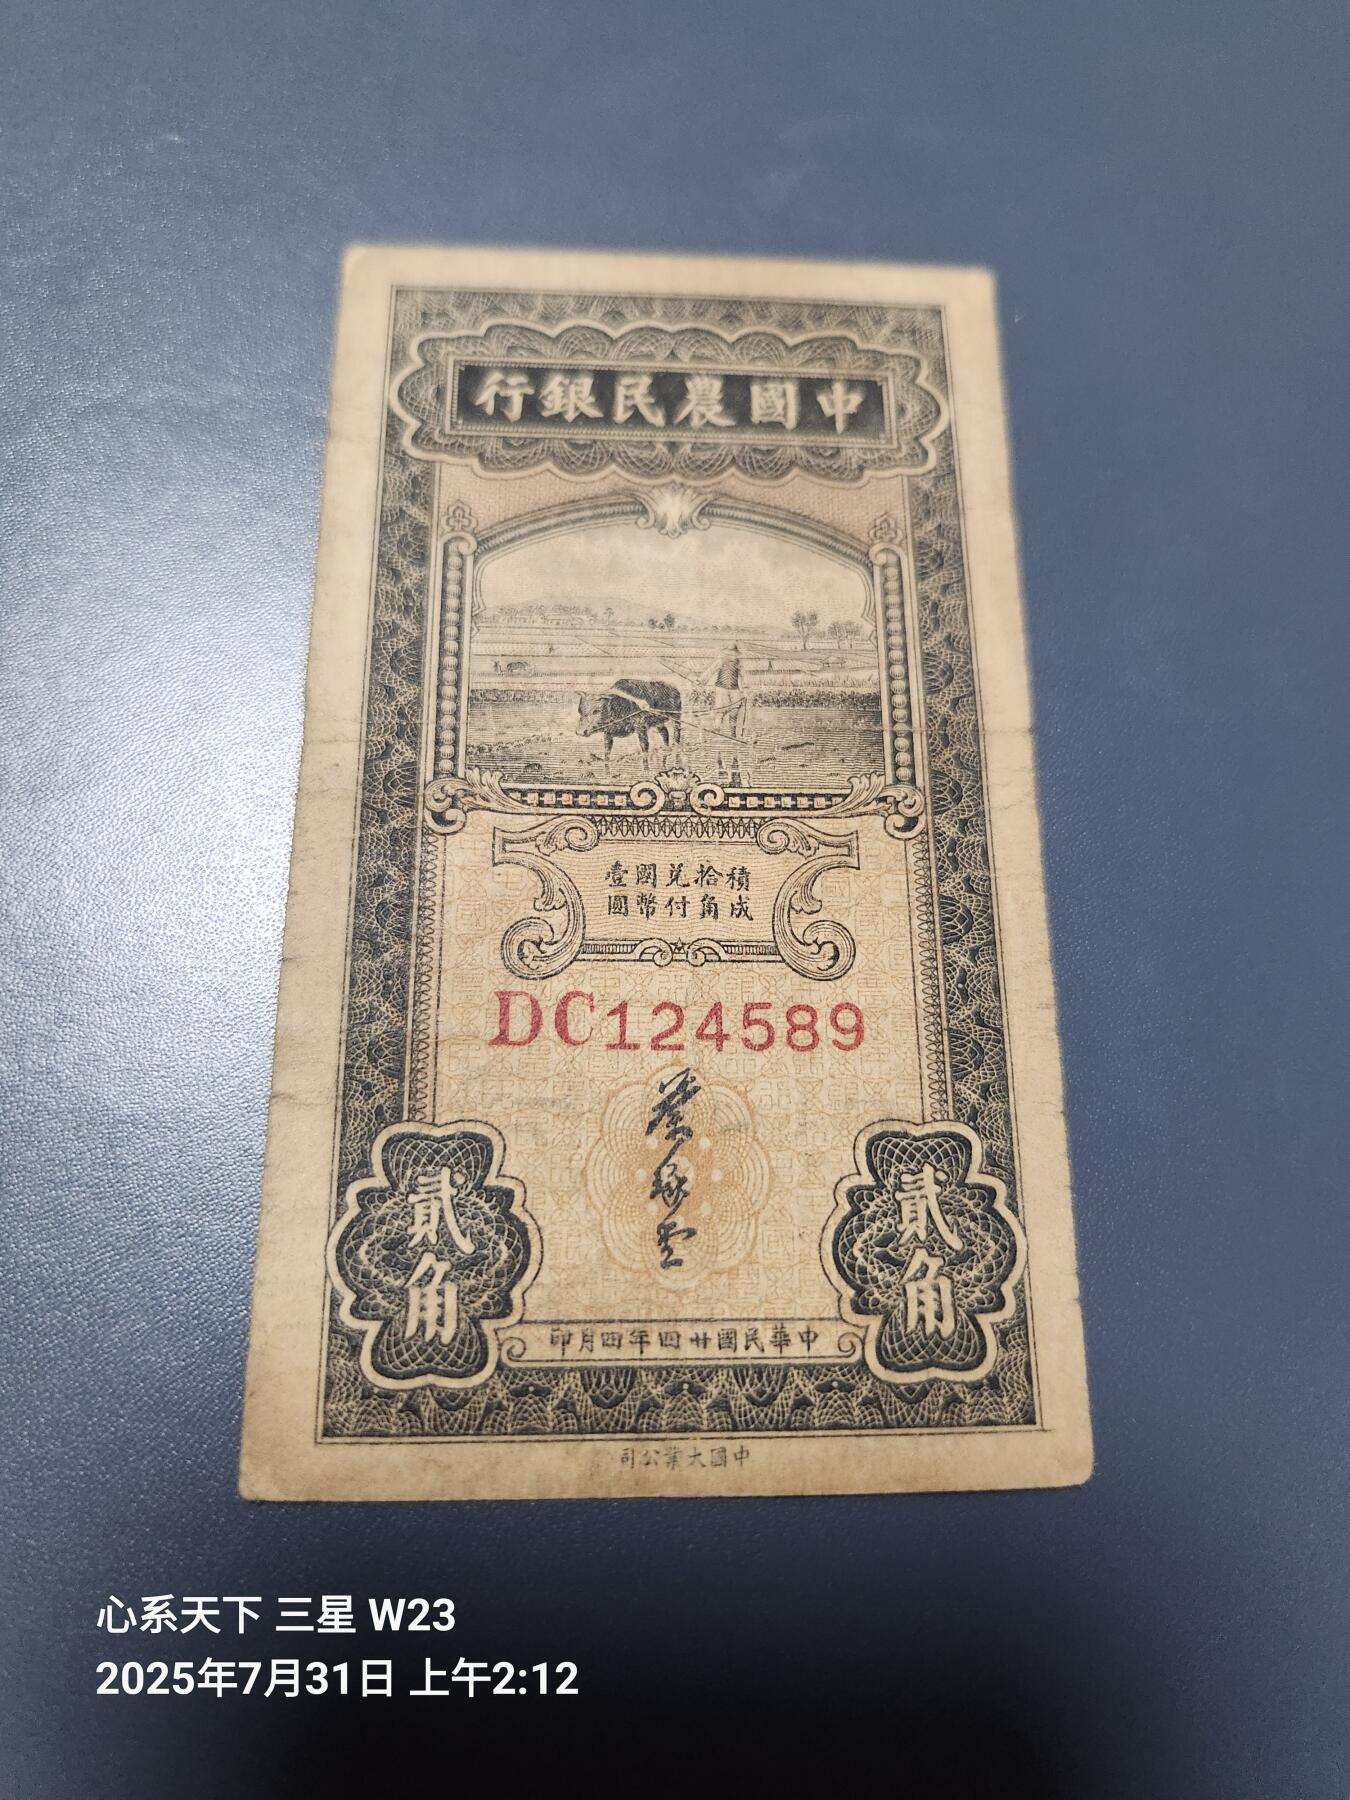 中國農民銀行
積拾兌國壹
成角付幣圓
DC124589
貳角
貳角
中華民國廿四年四月印
中國大業公司
心系天下 三星 W23
2025年7月31日 上午2:12